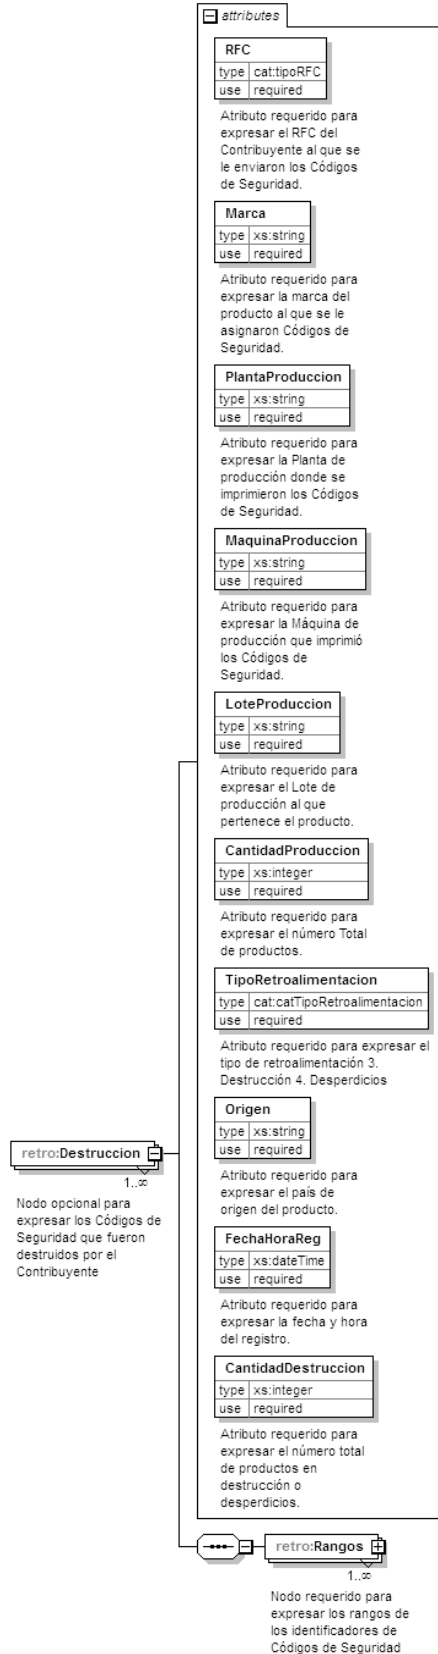 attributes
RFC
type cat:tipoRFC
use required
Atributo requerido para
expresar el RFC del
Contribuyente al que se
le enviaron los Códigos
de Seguridad.
Marca
type xs:string
use required
Atributo requerido para
expresar la marca del
producto al que se le
asignaron Códigos de
Seguridad.
PlantaProduccion
type xs:string
use required
Atributo requerido para
expresar la Planta de
producción donde se
imprimieron los Códigos
de Seguridad.
MaquinaProduccion
type xs:string
use required
Atributo requerido para
expresar la Máquina de
producción que imprimió
los Códigos de
Seguridad.
LoteProduccion
type xs:string
use required
Atributo requerido para
expresar el Lote de
producción al que
pertenece el producto.
CantidadProduccion
type xs:integer
use required
Atributo requerido para
expresar el número Total
de productos.
TipoRetroalimentacion
type cat:catTipoRetroalimentacion
use required
Atributo requerido para expresar el
tipo de retroalimentación 3.
Destrucción 4. Desperdicios
Origen
type xs:string
use required
Atributo requerido para
expresar el país de
origen del producto.
FechaHoraReg
type xs:dateTime
use required
Atributo requerido para
expresar la fecha y hora
del registro.
CantidadDestruccion
type xs:integer
use required
Atributo requerido para
expresar el número total
de productos en
destrucción o
desperdicios.
retro:Destruccion
1..∞
Nodo opcional para
expresar los Códigos de
Seguridad que fueron
destruidos por el
Contribuyente
retro:Rangos
1..∞
Nodo requerido para
expresar los rangos de
los identificadores de
Códigos de Seguridad